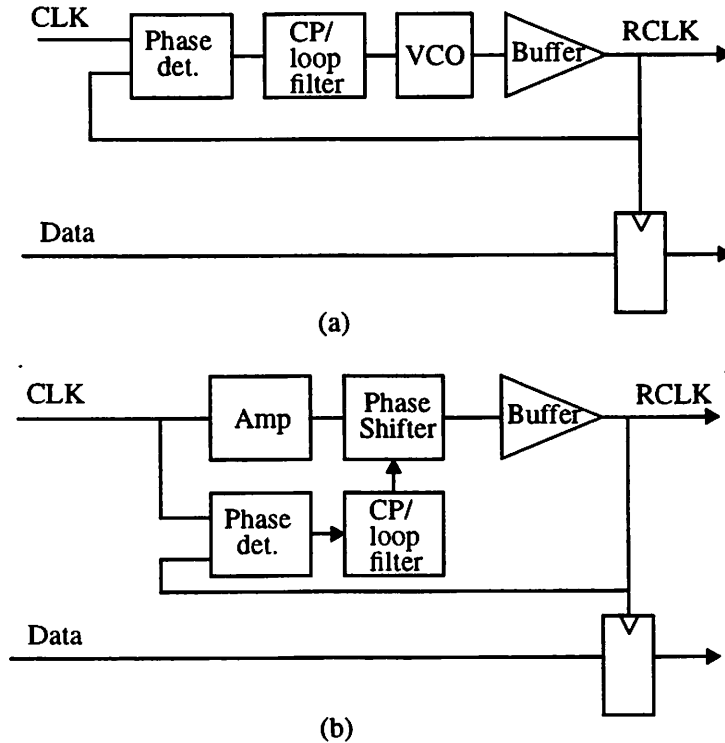 CLK
Phase
det.
CP/
loop
filter
VCO
Buffer
RCLK
Data
(a)
CLK
Amp
Phase
Shifter
Buffer
RCLK
Phase
det.
CP/
loop
filter
Data
(b)